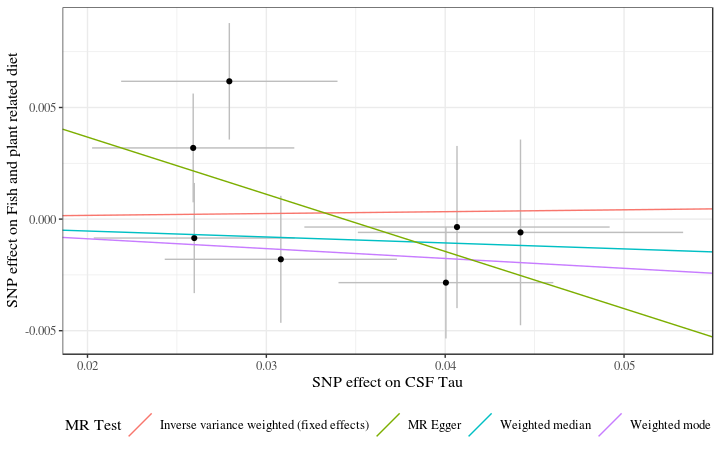 SNP effect on Fish and plant related diet
0.005
0.000
-0.005
0.02 0.03 0.04 0.05
SNP effect on CSF Tau
MR Test Inverse variance weighted (fixed effects) MR Egger Weighted median Weighted mode